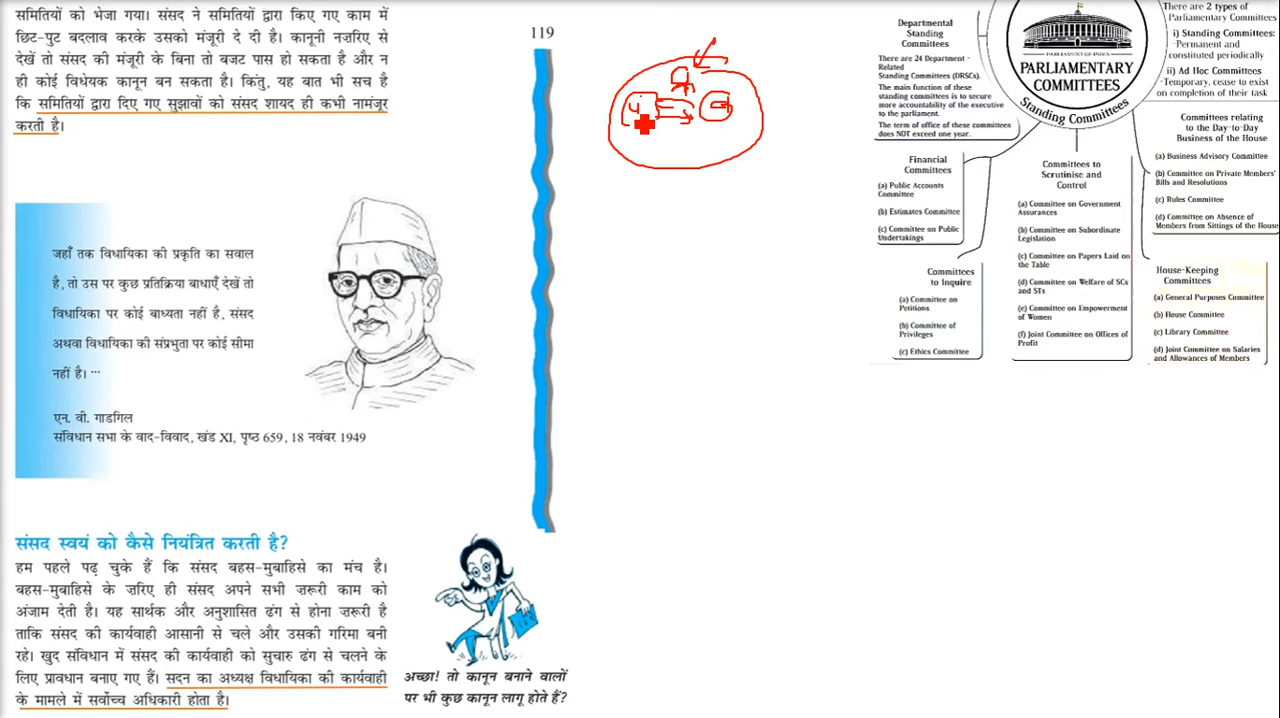 समितियों को भेजा गया। संसद ने समितियों द्वारा किए गए काम में
छिट-पुट बदलाव करके उसको मंजूरी दे दी है। कानूनी नज़रिए से
देखें तो संसद की मंजूरी के बिना तो बजट पास हो सकता है और न
ही कोई विधेयक कानून बन सकता है। किंतु, यह बात भी सच है
कि समितियों द्वारा दिए गए सुझावों को संसद शायद ही कभी नामंजूर
करती है।
119
जहाँ तक विधायिका की प्रकृति का सवाल
है, तो उस पर कुछ प्रतिक्रिया बाधाएँ देखें तो
विधायिका पर कोई बाध्यता नहीं है, संसद
अथवा विधायिका की संप्रभुता पर कोई सीमा
नहीं है। ...
एन. वी. गाडगिल
संविधान सभा के वाद-विवाद, खंड XI, पृष्ठ 659, 18 नवंबर 1949
संसद स्वयं को कैसे नियंत्रित करती है?
हम पहले पढ़ चुके हैं कि संसद बहस-मुबाहिसे का मंच है।
बहस-मुबाहिसे के ज़रिए ही संसद अपने सभी ज़रूरी काम को
अंजाम देती है। यह सार्थक और अनुशासित ढंग से होना ज़रूरी है
ताकि संसद की कार्यवाही आसानी से चले और उसकी गरिमा बनी
रहे। खुद संविधान में संसद की कार्यवाही को सुचारु ढंग से चलने के
लिए प्रावधान बनाए गए हैं। सदन का अध्यक्ष विधायिका की कार्यवाही
के मामले में सर्वोच्च अधिकारी होता है।
अच्छा! तो कानून बनाने वालों
पर भी कुछ कानून लागू होते हैं?
PARLIAMENT OF INDIA
PARLIAMENTARY
COMMITTEES
Standing Committees
There are 2 types of
Parliamentary Committees
i) Standing Committees:
-Permanent and
constituted periodically
ii) Ad Hoc Committees
-Temporary, cease to exist
on completion of their task
Departmental
Standing
Committees
There are 24 Department -
Related
Standing Committees (DRSCs).
The main function of these
standing committees is to secure
more accountability of the executive
to the parliament.
The term of office of these committees
does NOT exceed one year.
Financial
Committees
(a) Public Accounts
Committee
(b) Estimates Committee
(c) Committee on Public
Undertakings
Committees
to Inquire
(a) Committee on
Petitions
(b) Committee of
Privileges
(c) Ethics Committee
Committees to
Scrutinise and
Control
(a) Committee on Government
Assurances
(b) Committee on Subordinate
Legislation
(c) Committee on Papers Laid on
the Table
(d) Committee on Welfare of SCs
and STs
(e) Committee on Empowerment
of Women
(f) Joint Committee on Offices of
Profit
Committees relating
to the Day-to-Day
Business of the House
(a) Business Advisory Committee
(b) Committee on Private Members'
Bills and Resolutions
(c) Rules Committee
(d) Committee on Absence of
Members from Sittings of the House
House-Keeping
Committees
(a) General Purposes Committee
(b) House Committee
(c) Library Committee
(d) Joint Committee on Salaries
and Allowances of Members